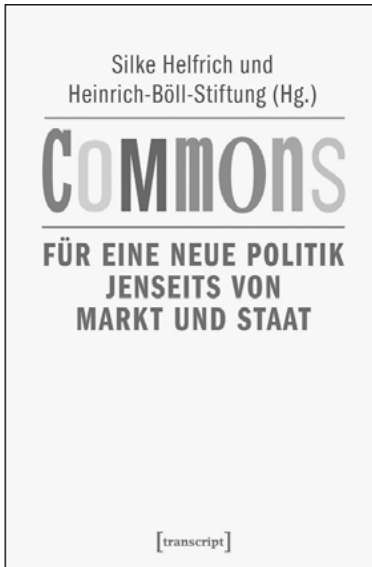 Silke Helfrich und
Heinrich-Böll-Stiftung (Hg.)
CoMmons
FÜR EINE NEUE POLITIK
JENSEITS VON
MARKT UND STAAT
[transcript]